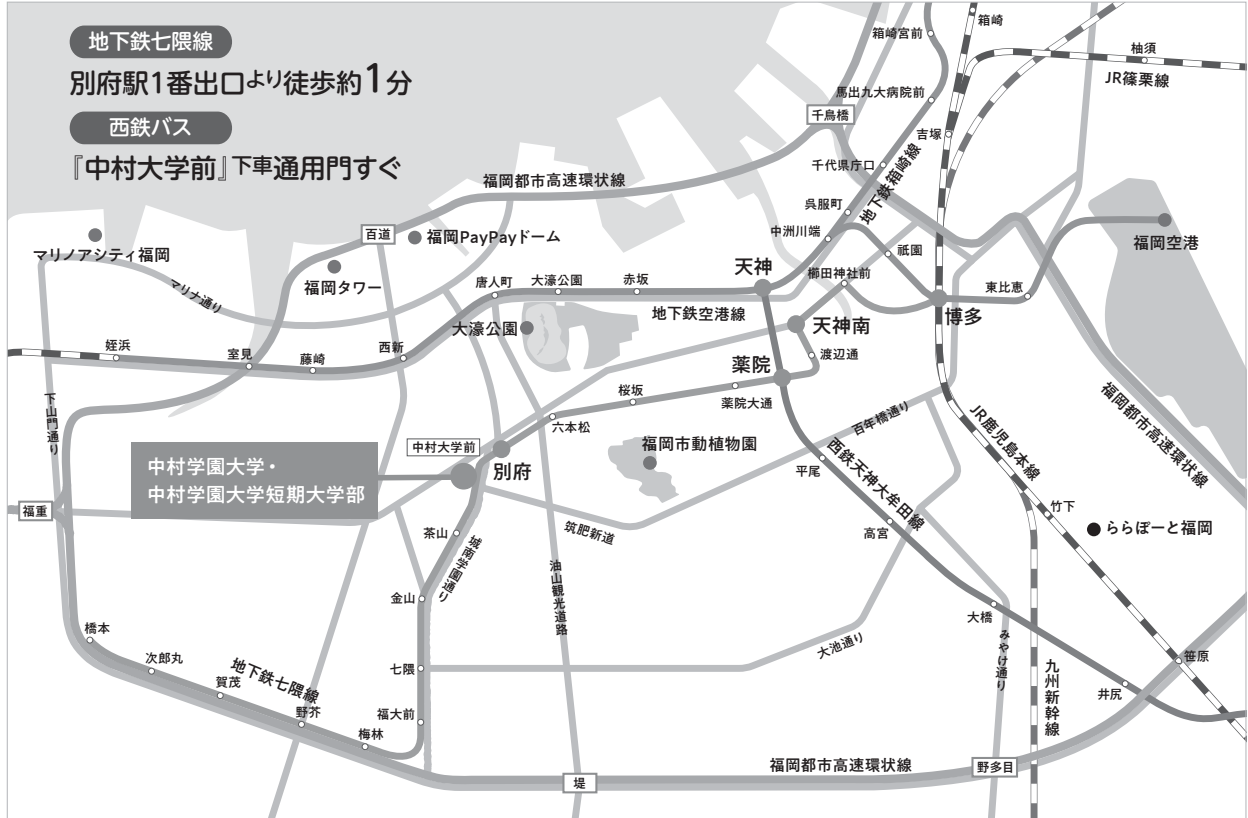 地下鉄七隈線
別府駅1番出口より徒歩約1分
西鉄バス
『中村大学前』下車通用門すぐ
箱崎
箱崎宮前
柚須
JR篠栗線
馬出九大病院前
千鳥橋
吉塚
千代県庁口
地下鉄箱崎線
福岡都市高速環状線
呉服町
百道
福岡PayPayドーム
中洲川端
マリノアシティ福岡
祇園
福岡空港
福岡タワー
マリナ通り
唐人町
大濠公園
赤坂
天神
櫛田神社前
東比恵
地下鉄空港線
大濠公園
天神南
博多
姪浜
室見
藤崎
西新
渡辺通
薬院
桜坂
薬院大通
下山門通り
六本松
百年橋通り
JR鹿児島本線
福岡都市高速環状線
中村大学前
別府
福岡市動植物園
平尾
西鉄天神大牟田線
中村学園大学・
中村学園大学短期大学部
福重
竹下
ららぽーと福岡
茶山
城南学園通り
筑肥新道
高宮
油山観光道路
金山
橋本
大橋
みやけ通り
次郎丸
地下鉄七隈線
七隈
大池通り
笹原
賀茂
九州新幹線
井尻
野芥
福大前
梅林
福岡都市高速環状線
野多目
堤